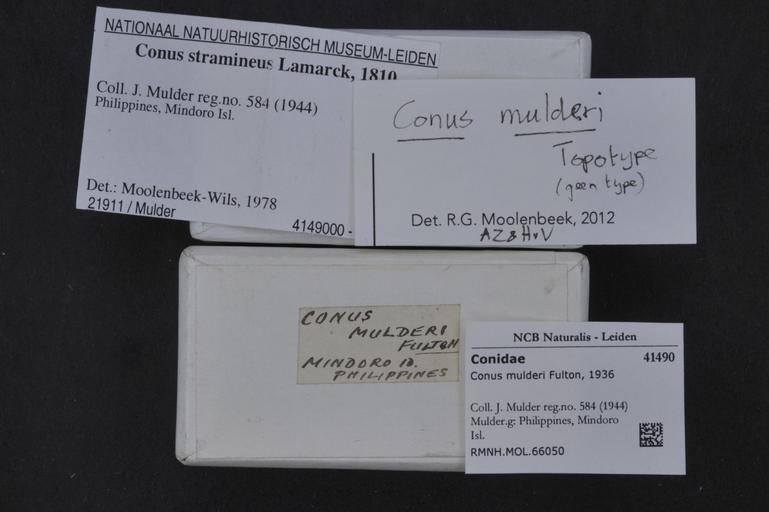 NATIONAAL NATUURHISTORISCH MUSEUM-LEIDEN
Conus stramineus Lamarck, 1810
Coll. J. Mulder reg.no. 584 (1944)
Philippines, Mindoro Isl.
Det.: Moolenbeek-Wils, 1978
21911 / Mulder
4149000 -
Conus mulderi
Topotype
(geen type)
Det. R.G. Moolenbeek, 2012
AZ & HvV
CONUS
MULDERI
FULTON
MINDORO IS.
PHILIPPINES
NCB Naturalis - Leiden
Conidae 41490
Conus mulderi Fulton, 1936
Coll. J. Mulder reg.no. 584 (1944)
Mulder.g: Philippines, Mindoro
Isl.
RMNH.MOL.66050